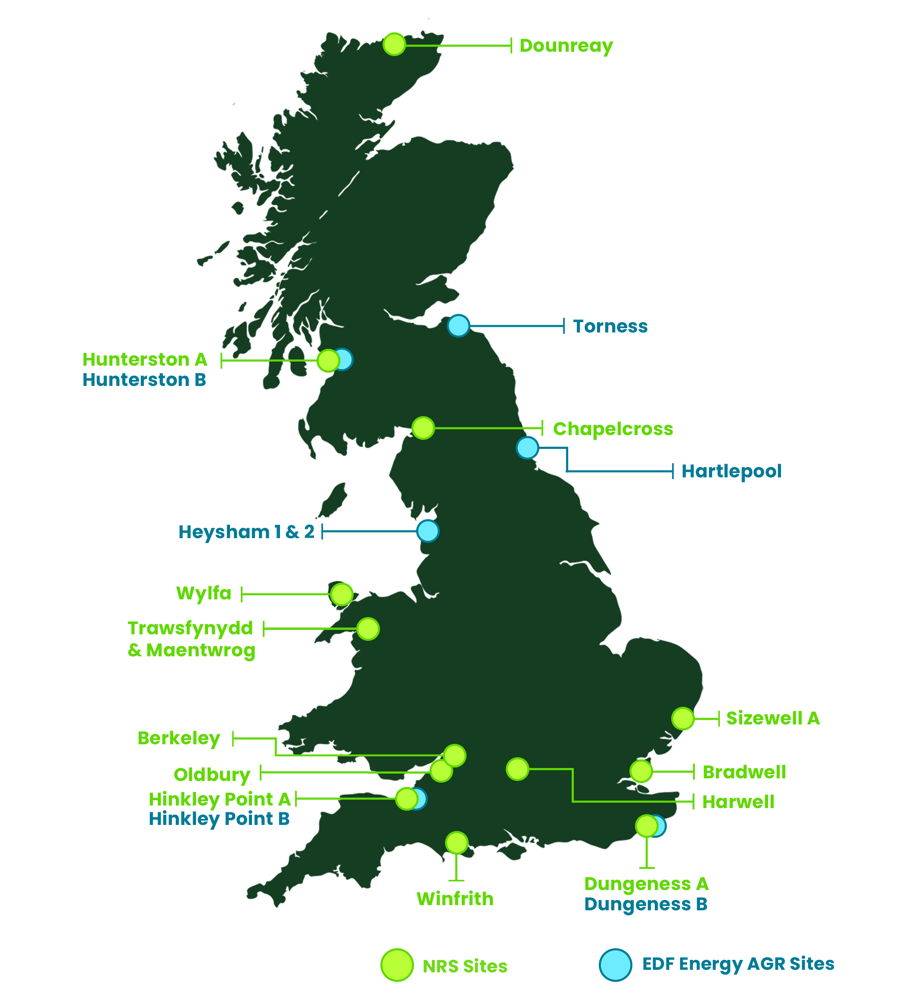 Dounreay
Torness
Hunterston A
Hunterston B
Chapelcross
Hartlepool
Heysham 1 & 2
Wylfa
Trawsfynydd
& Maentwrog
Sizewell A
Berkeley
Oldbury
Bradwell
Hinkley Point A
Hinkley Point B
Harwell
Winfrith
Dungeness A
Dungeness B
NRS Sites
EDF Energy AGR Sites